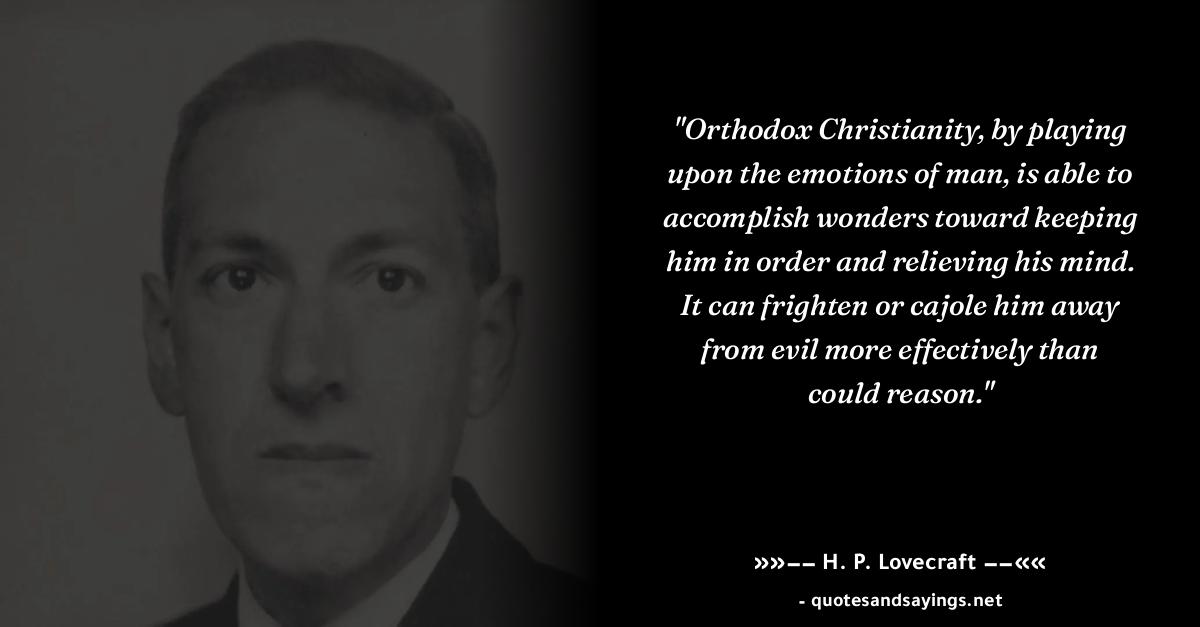 "Orthodox Christianity, by playing
upon the emotions of man, is able to
accomplish wonders toward keeping
him in order and relieving his mind.
It can frighten or cajole him away
from evil more effectively than
could reason."
»»−− H. P. Lovecraft −−««
- quotesandsayings.net